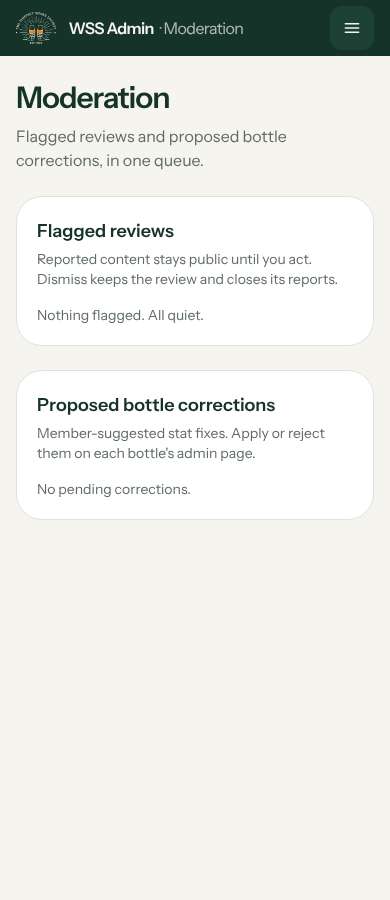 WSS Admin · Moderation
Moderation
Flagged reviews and proposed bottle
corrections, in one queue.
Flagged reviews
Reported content stays public until you act.
Dismiss keeps the review and closes its reports.
Nothing flagged. All quiet.
Proposed bottle corrections
Member-suggested stat fixes. Apply or reject
them on each bottle's admin page.
No pending corrections.